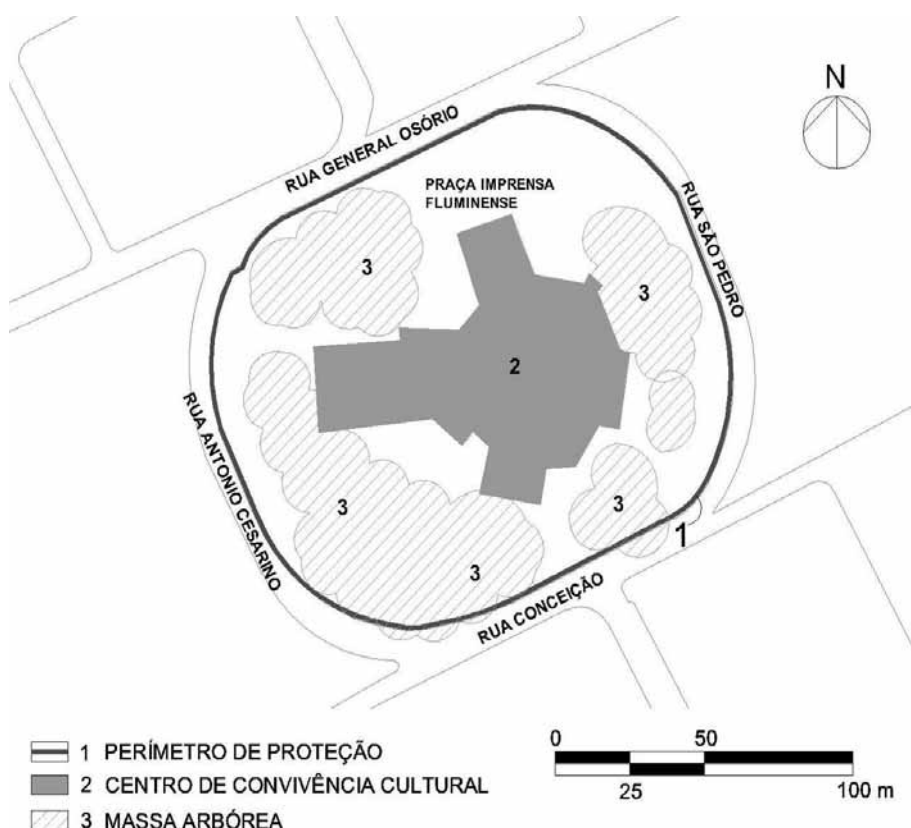 N
RUA GENERAL OSÓRIO
PRAÇA IMPRENSA
FLUMINENSE
RUA SÃO PEDRO
3
3
2
RUA ANTONIO CESARINO
3
3
3
1
RUA CONCEIÇÃO
1 PERÍMETRO DE PROTEÇÃO
2 CENTRO DE CONVIVÊNCIA CULTURAL
3 MASSA ARBÓREA
0 50
25 100 m